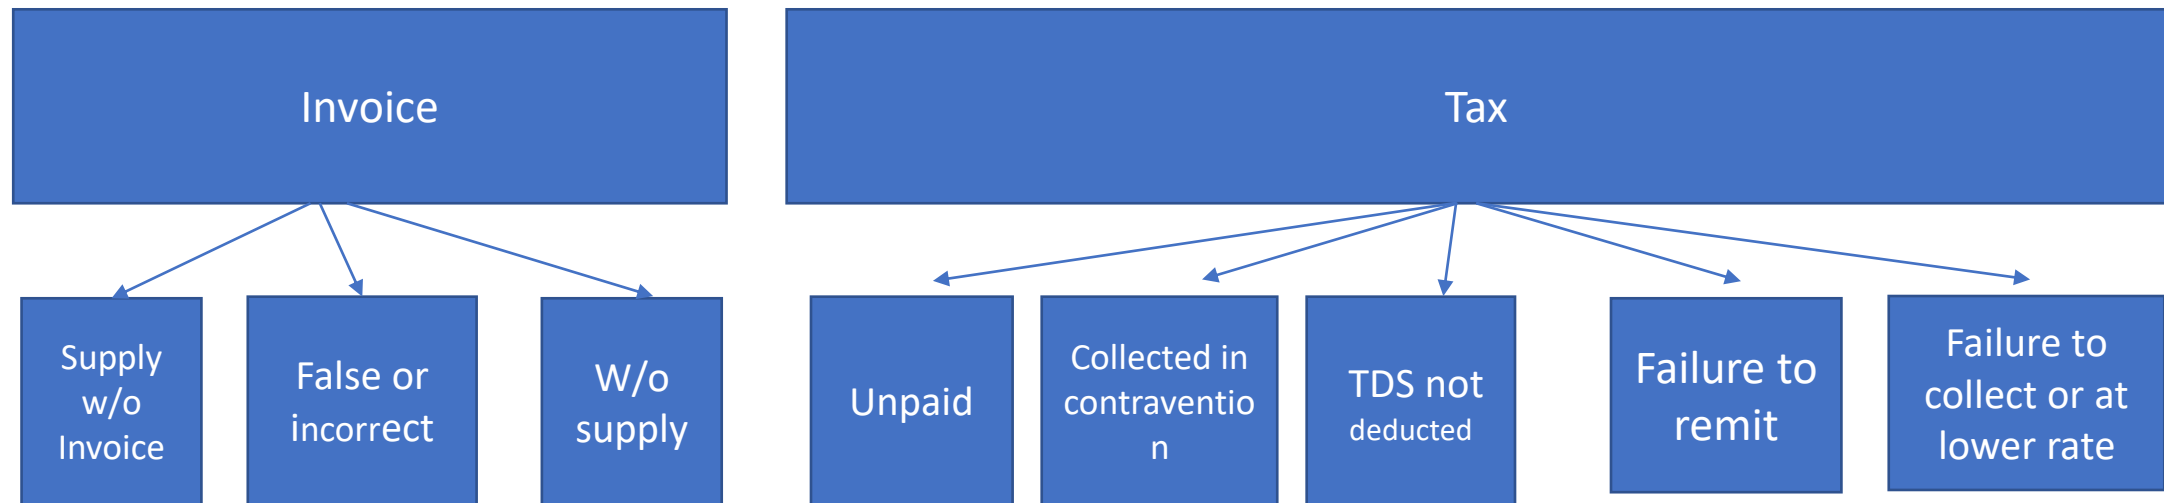 Invoice
Tax
Supply
w/o
Invoice
False or
incorrect
W/o
supply
Unpaid
Collected in
contraventio
n
TDS not
deducted
Failure to
remit
Failure to
collect or at
lower rate